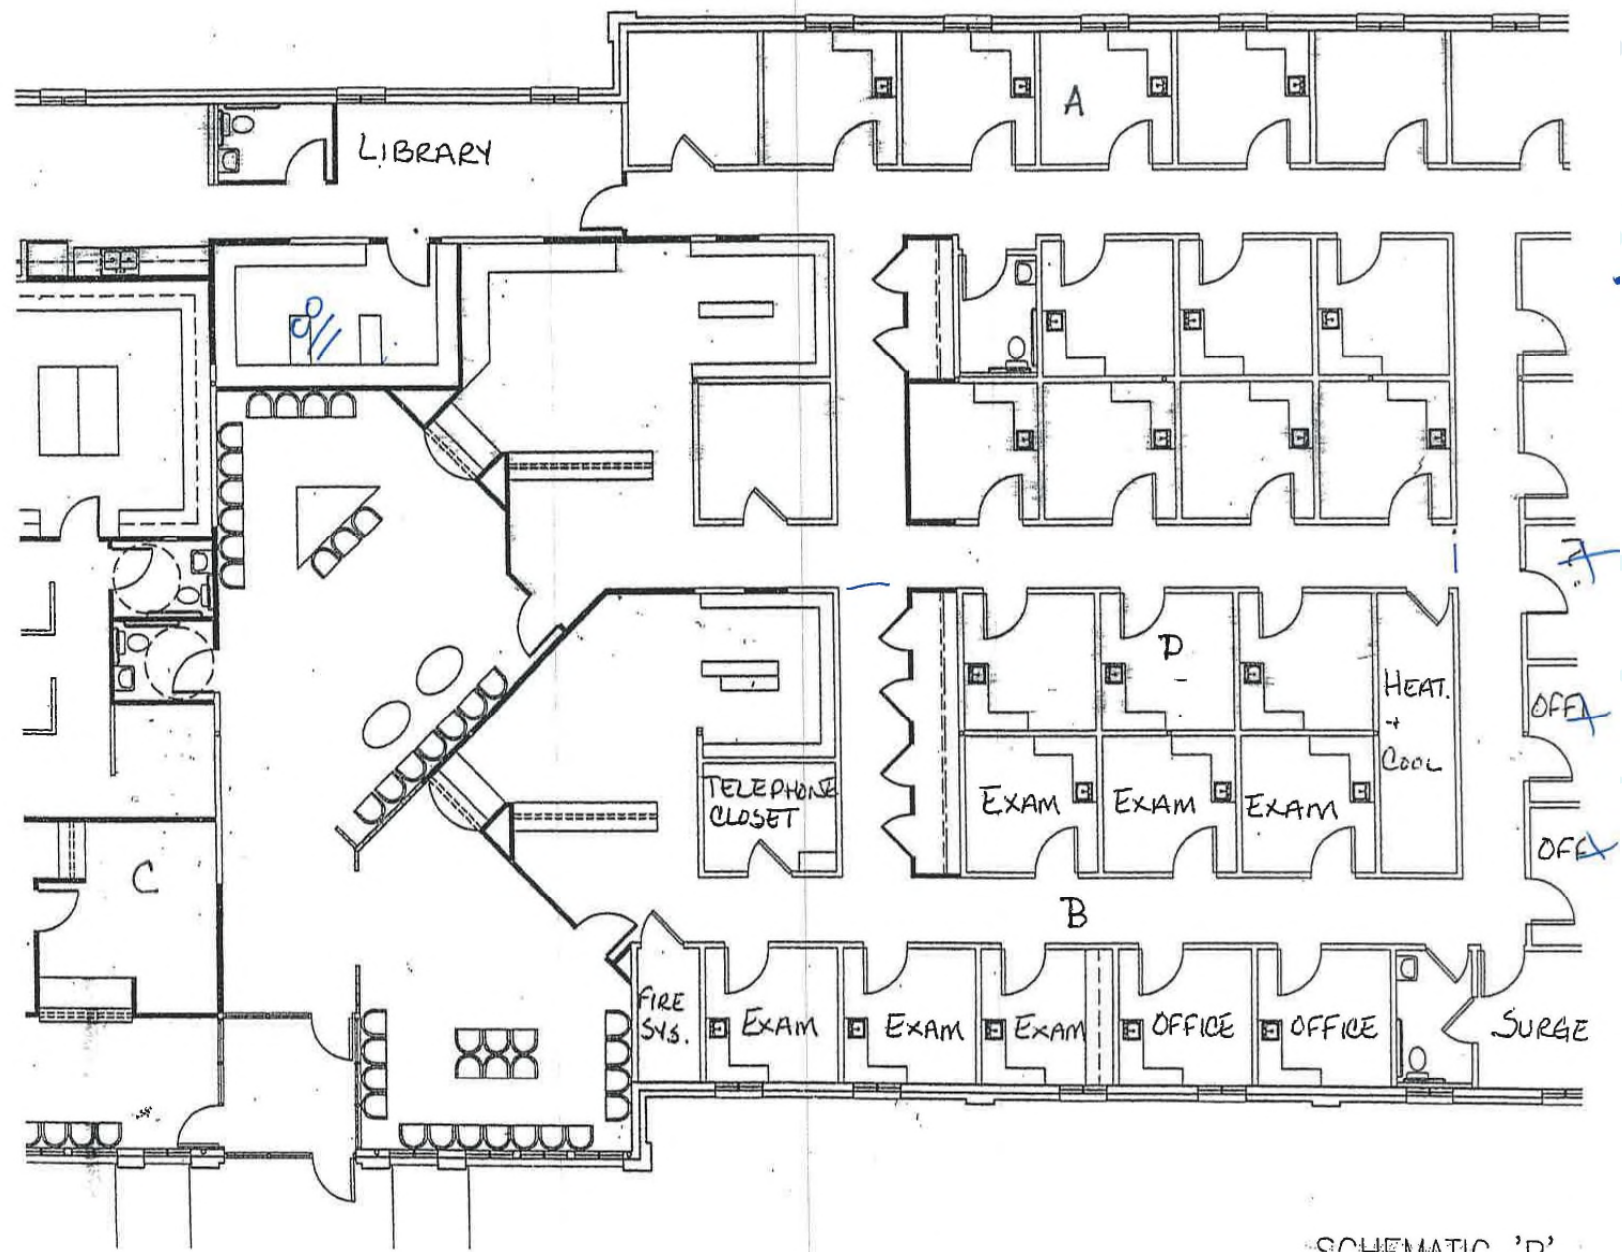 A
LIBRARY
D
HEAT.
+
COOL
OFF
TELEPHONE
CLOSET
EXAM
EXAM
EXAM
OFF
C
B
FIRE
SYS.
EXAM
EXAM
EXAM
OFFICE
OFFICE
SURGE
SCHEMATIC 'B'